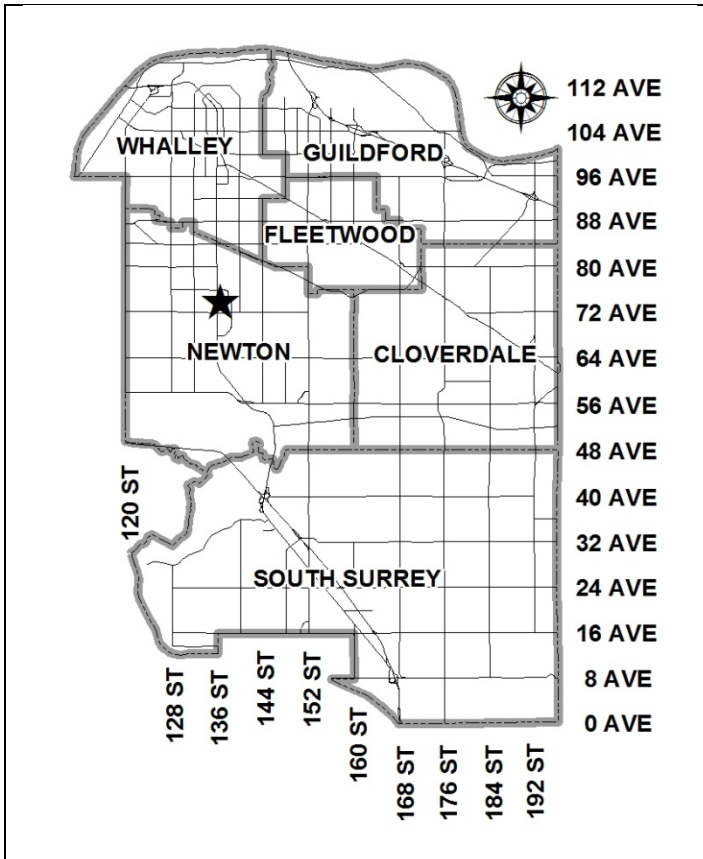 112 AVE
104 AVE
WHALLEY
GUILDFORD
96 AVE
88 AVE
FLEETWOOD
80 AVE
72 AVE
NEWTON
CLOVERDALE
64 AVE
56 AVE
48 AVE
120 ST
40 AVE
32 AVE
SOUTH SURREY
24 AVE
16 AVE
8 AVE
0 AVE
128 ST
136 ST
144 ST
152 ST
160 ST
168 ST
176 ST
184 ST
192 ST